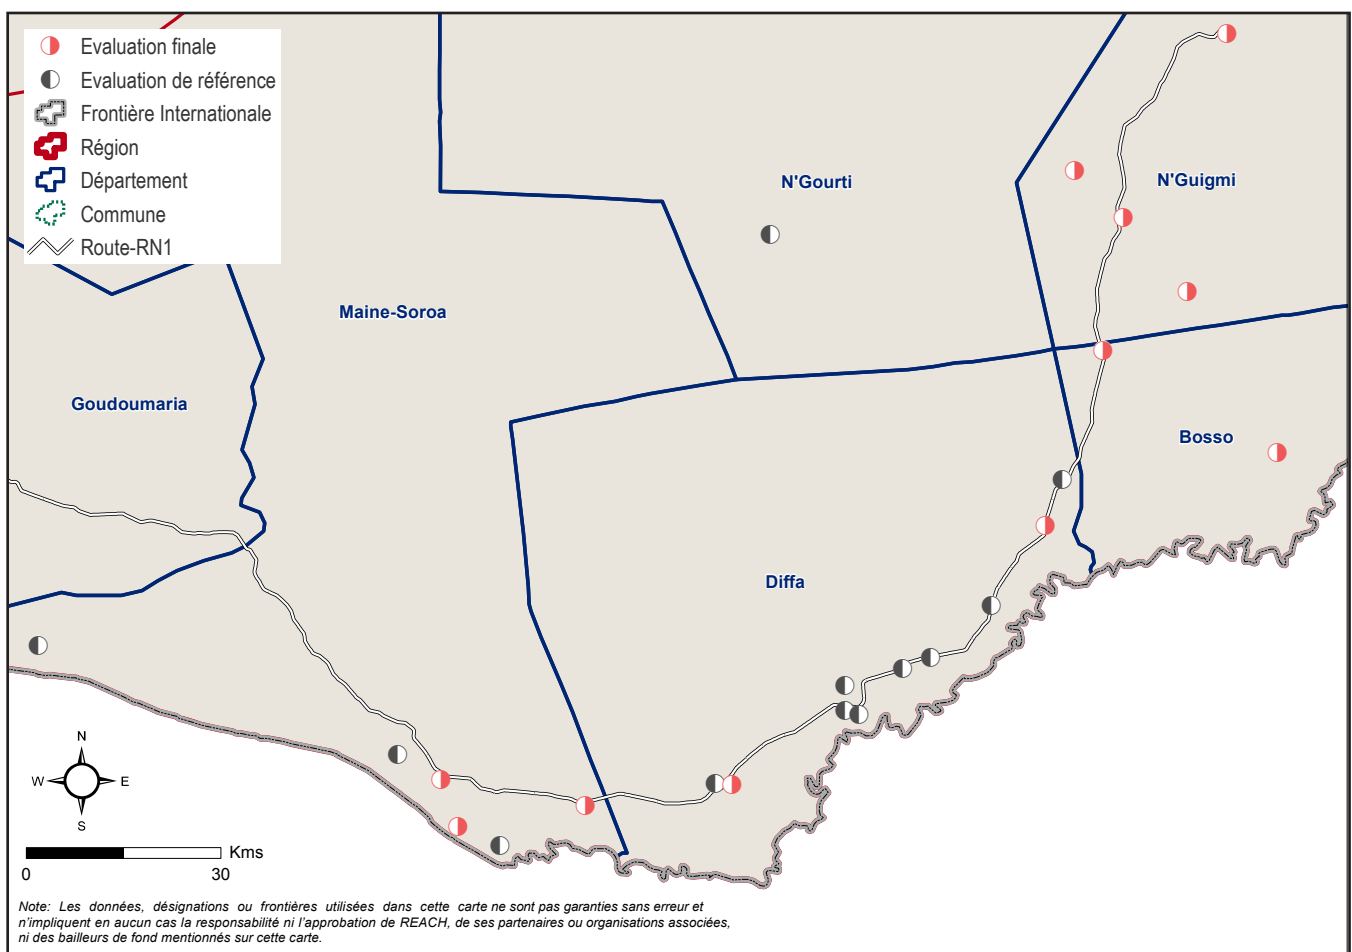 Evaluation finale
Evaluation de référence
Frontière Internationale
Région
Département
Commune
Route-RN1
N'Gourti
N'Guigmi
Maine-Soroa
Goudoumaria
Bosso
Diffa
N
W E
S
Kms
0 30
Note: Les données, désignations ou frontières utilisées dans cette carte ne sont pas garanties sans erreur et
n'impliquent en aucun cas la responsabilité ni l'approbation de REACH, de ses partenaires ou organisations associées,
ni des bailleurs de fond mentionnés sur cette carte.